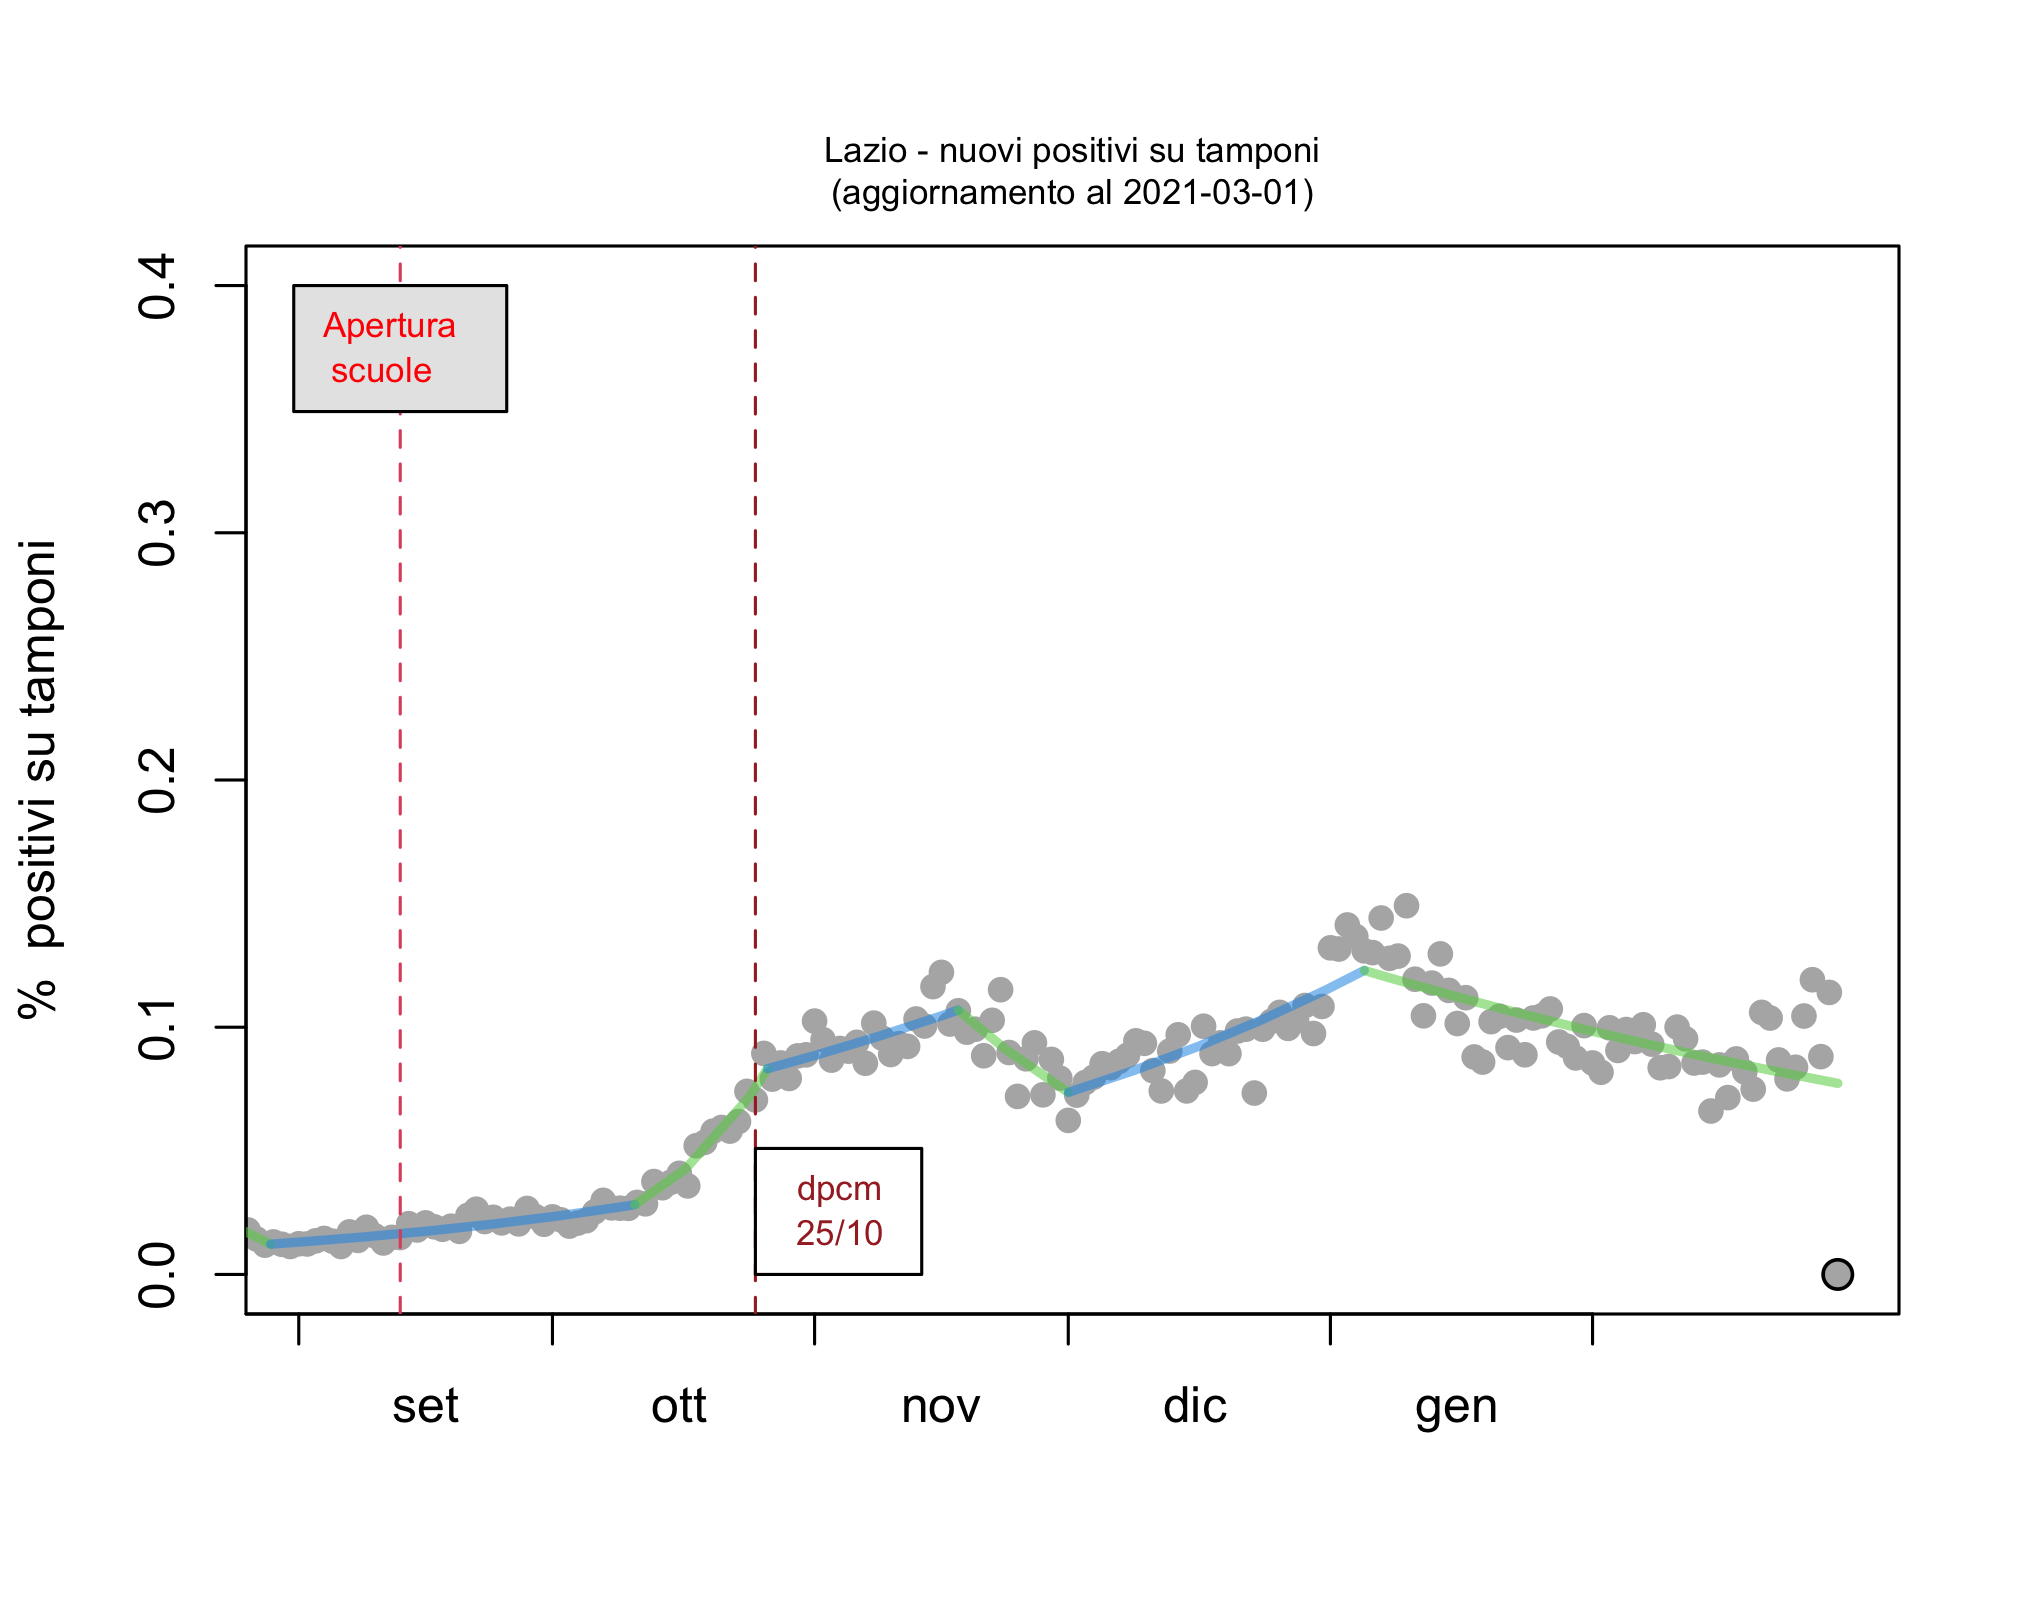 Lazio - nuovi positivi su tamponi
(aggiornamento al 2021-03-01)
% positivi su tamponi
0.4
0.3
0.2
0.1
0.0
Apertura
scuole
dpcm
25/10
set
ott
nov
dic
gen